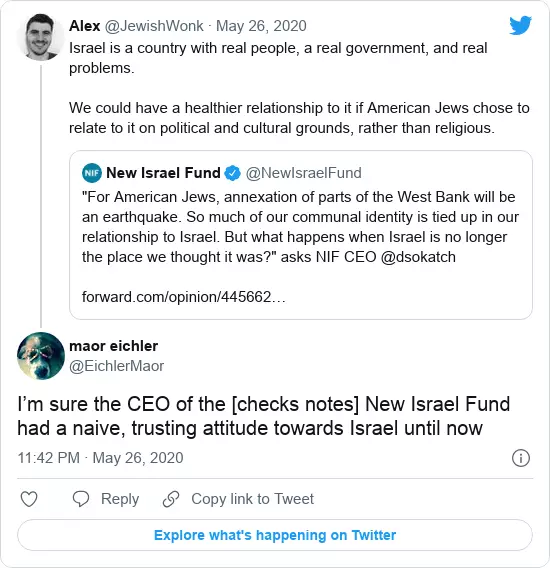 Alex @JewishWonk · May 26, 2020
Israel is a country with real people, a real government, and real
problems.
We could have a healthier relationship to it if American Jews chose to
relate to it on political and cultural grounds, rather than religious.
NIF New Israel Fund @NewIsraelFund
"For American Jews, annexation of parts of the West Bank will be
an earthquake. So much of our communal identity is tied up in our
relationship to Israel. But what happens when Israel is no longer
the place we thought it was?" asks NIF CEO @dsokatch
forward.com/opinion/445662…
maor eichler
@EichlerMaor
I’m sure the CEO of the [checks notes] New Israel Fund
had a naive, trusting attitude towards Israel until now
11:42 PM · May 26, 2020
Reply Copy link to Tweet
Explore what's happening on Twitter